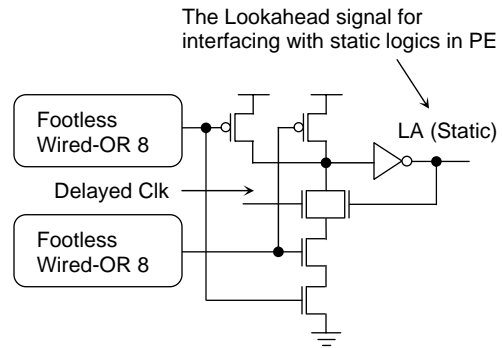 The Lookahead signal for
interfacing with static logics in PE
Footless
Wired-OR 8
LA (Static)
Delayed Clk
Footless
Wired-OR 8